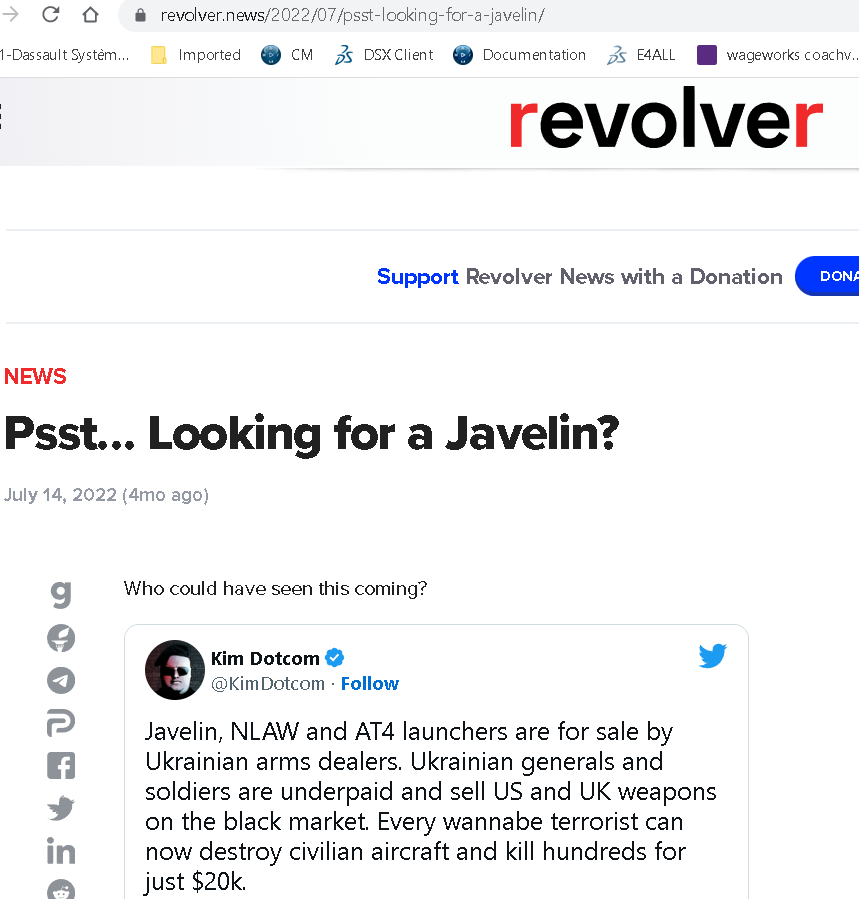 revolver.news/2022/07/psst-looking-for-a-javelin/
1-Dassault Systèm... Imported CM DSX Client Documentation E4ALL wageworks coachv...
revolver
Support Revolver News with a Donation DONA
NEWS
Psst... Looking for a Javelin?
July 14, 2022 (4mo ago)
Who could have seen this coming?
Kim Dotcom
@KimDotcom · Follow
Javelin, NLAW and AT4 launchers are for sale by
Ukrainian arms dealers. Ukrainian generals and
soldiers are underpaid and sell US and UK weapons
on the black market. Every wannabe terrorist can
now destroy civilian aircraft and kill hundreds for
just $20k.